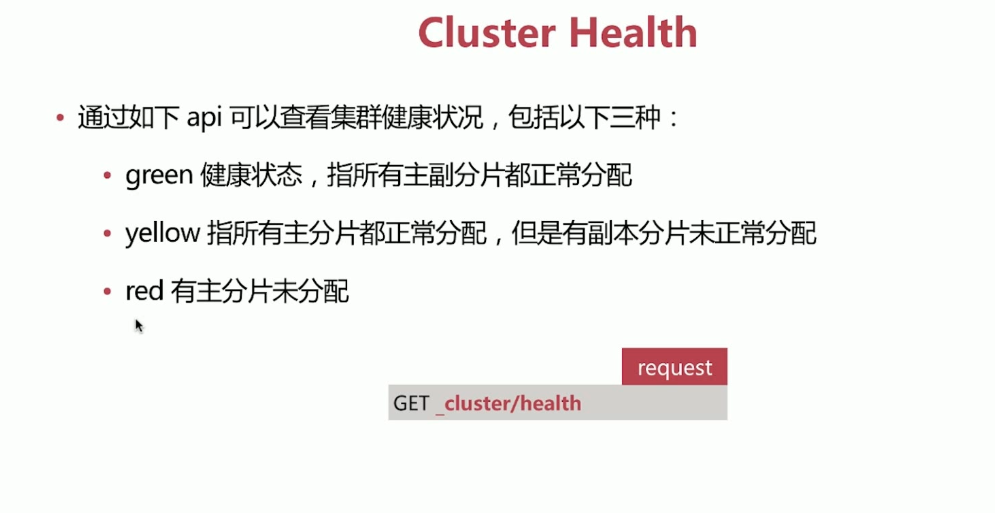 Cluster Health
• 通过如下 api 可以查看集群健康状况，包括以下三种：
• green 健康状态，指所有主副分片都正常分配
• yellow 指所有主分片都正常分配，但是有副本分片未正常分配
• red 有主分片未分配
request
GET _cluster/health